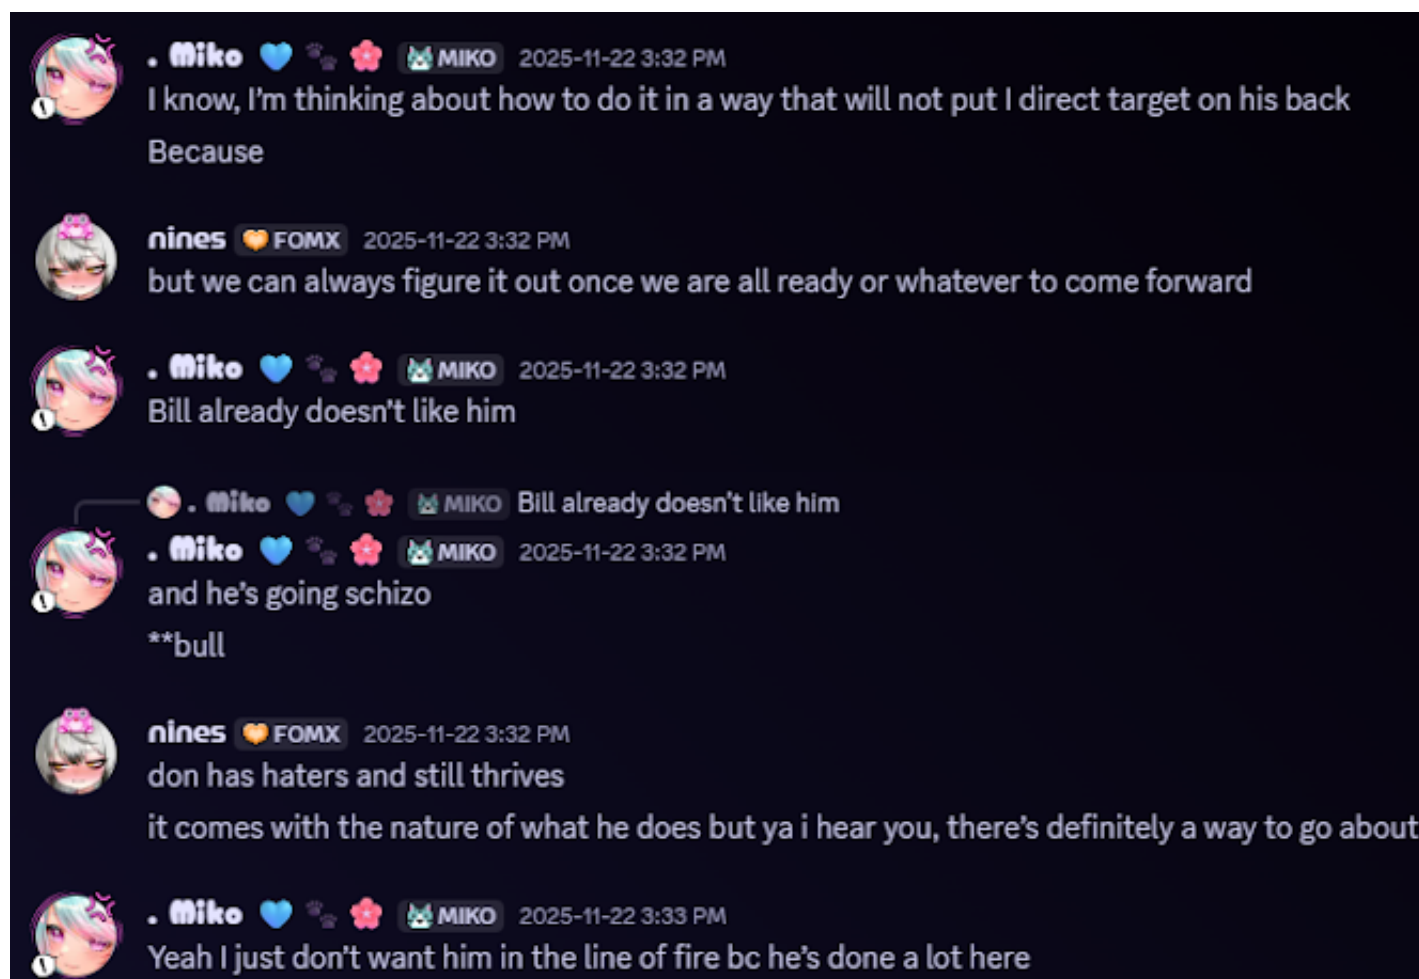 . Miko MIKO 2025-11-22 3:32 PM
I know, I'm thinking about how to do it in a way that will not put I direct target on his back
Because
nines FOMX 2025-11-22 3:32 PM
but we can always figure it out once we are all ready or whatever to come forward
. Miko MIKO 2025-11-22 3:32 PM
Bill already doesn't like him
. Miko MIKO Bill already doesn't like him
. Miko MIKO 2025-11-22 3:32 PM
and he's going schizo
**bull
nines FOMX 2025-11-22 3:32 PM
don has haters and still thrives
it comes with the nature of what he does but ya i hear you, there's definitely a way to go about
. Miko MIKO 2025-11-22 3:33 PM
Yeah I just don't want him in the line of fire bc he's done a lot here